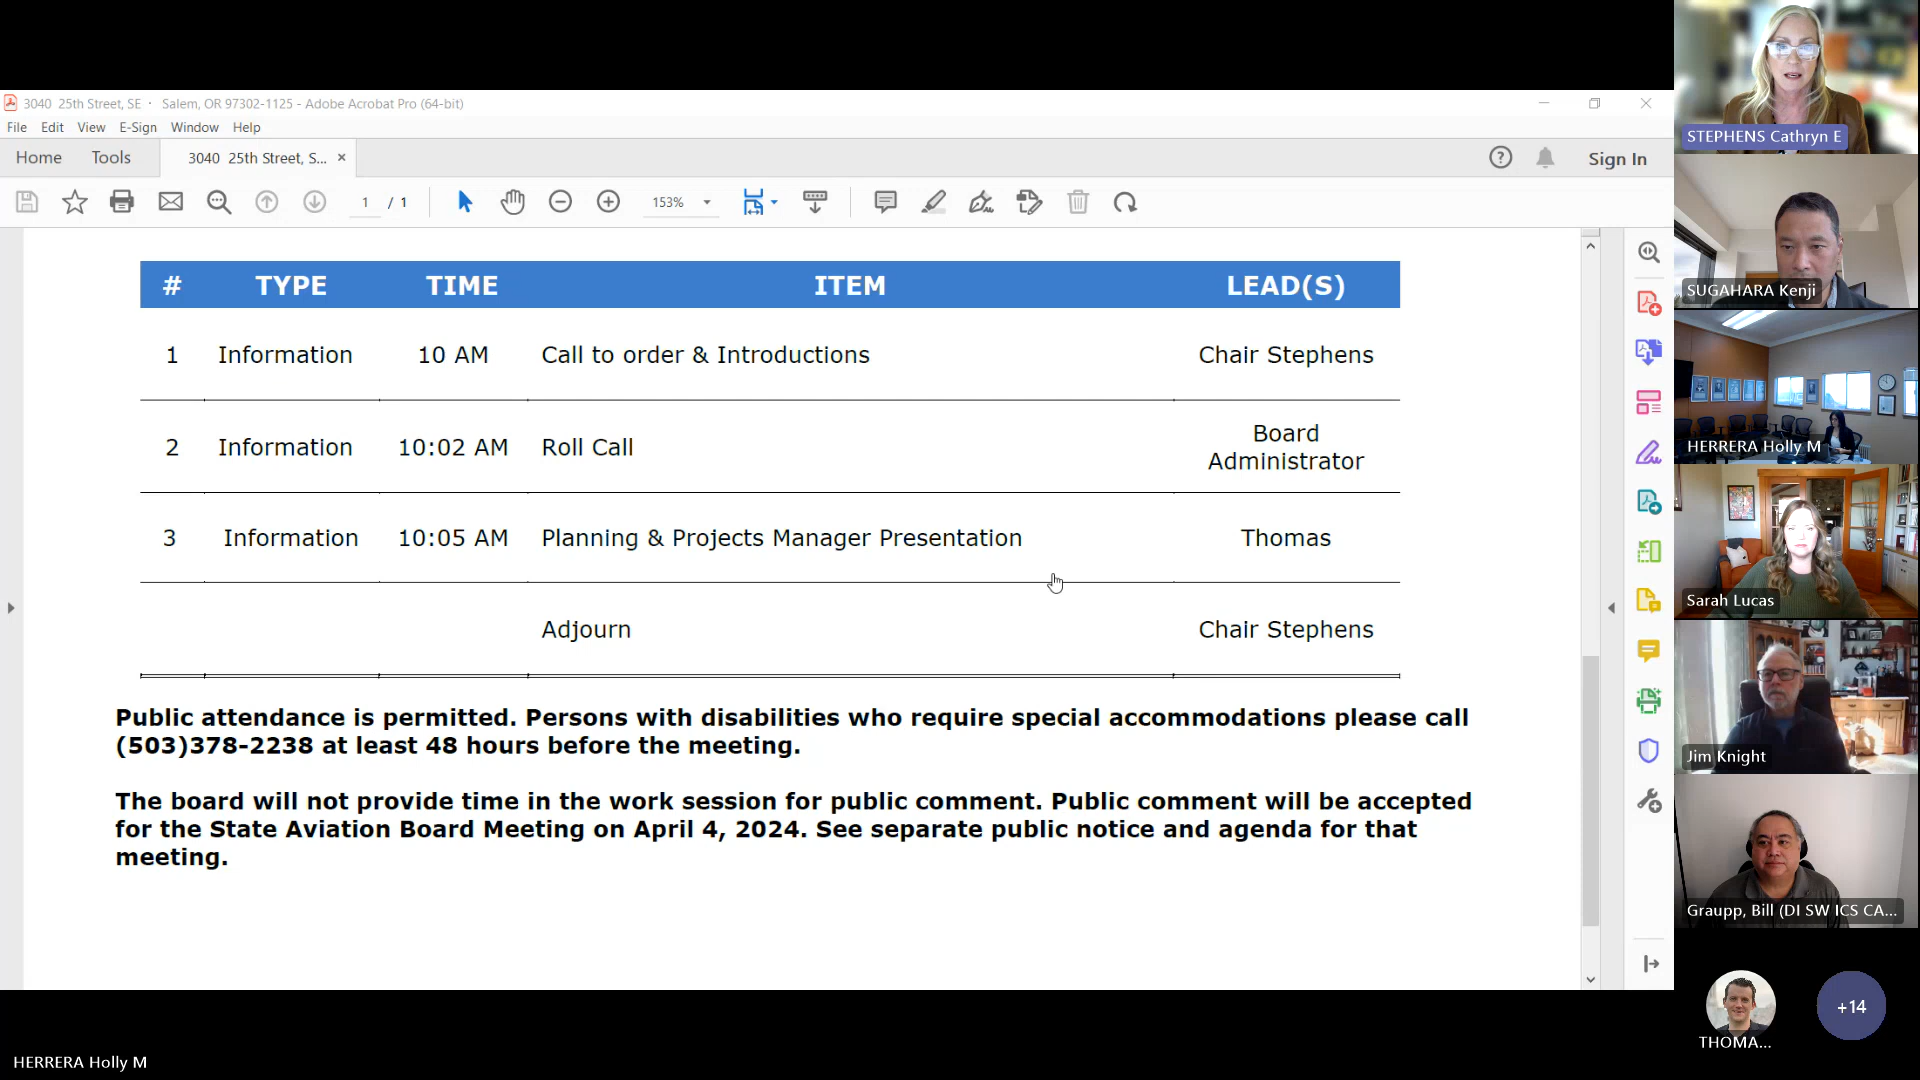 3040 25th Street, SE · Salem, OR 97302-1125 - Adobe Acrobat Pro (64-bit)
File Edit View E-Sign Window Help
Home Tools 3040 25th Street, S... × Sign In
1 / 1 153%
# TYPE TIME ITEM LEAD(S)
1 Information 10 AM Call to order & Introductions Chair Stephens
2 Information 10:02 AM Roll Call Board
Administrator
3 Information 10:05 AM Planning & Projects Manager Presentation Thomas
Adjourn Chair Stephens
Public attendance is permitted. Persons with disabilities who require special accommodations please call
(503)378-2238 at least 48 hours before the meeting.
The board will not provide time in the work session for public comment. Public comment will be accepted
for the State Aviation Board Meeting on April 4, 2024. See separate public notice and agenda for that
meeting.
STEPHENS Cathryn E
SUGAHARA Kenji
HERRERA Holly M
Sarah Lucas
Jim Knight
Graupp, Bill (DI SW ICS CA...
THOMA...
+14
HERRERA Holly M